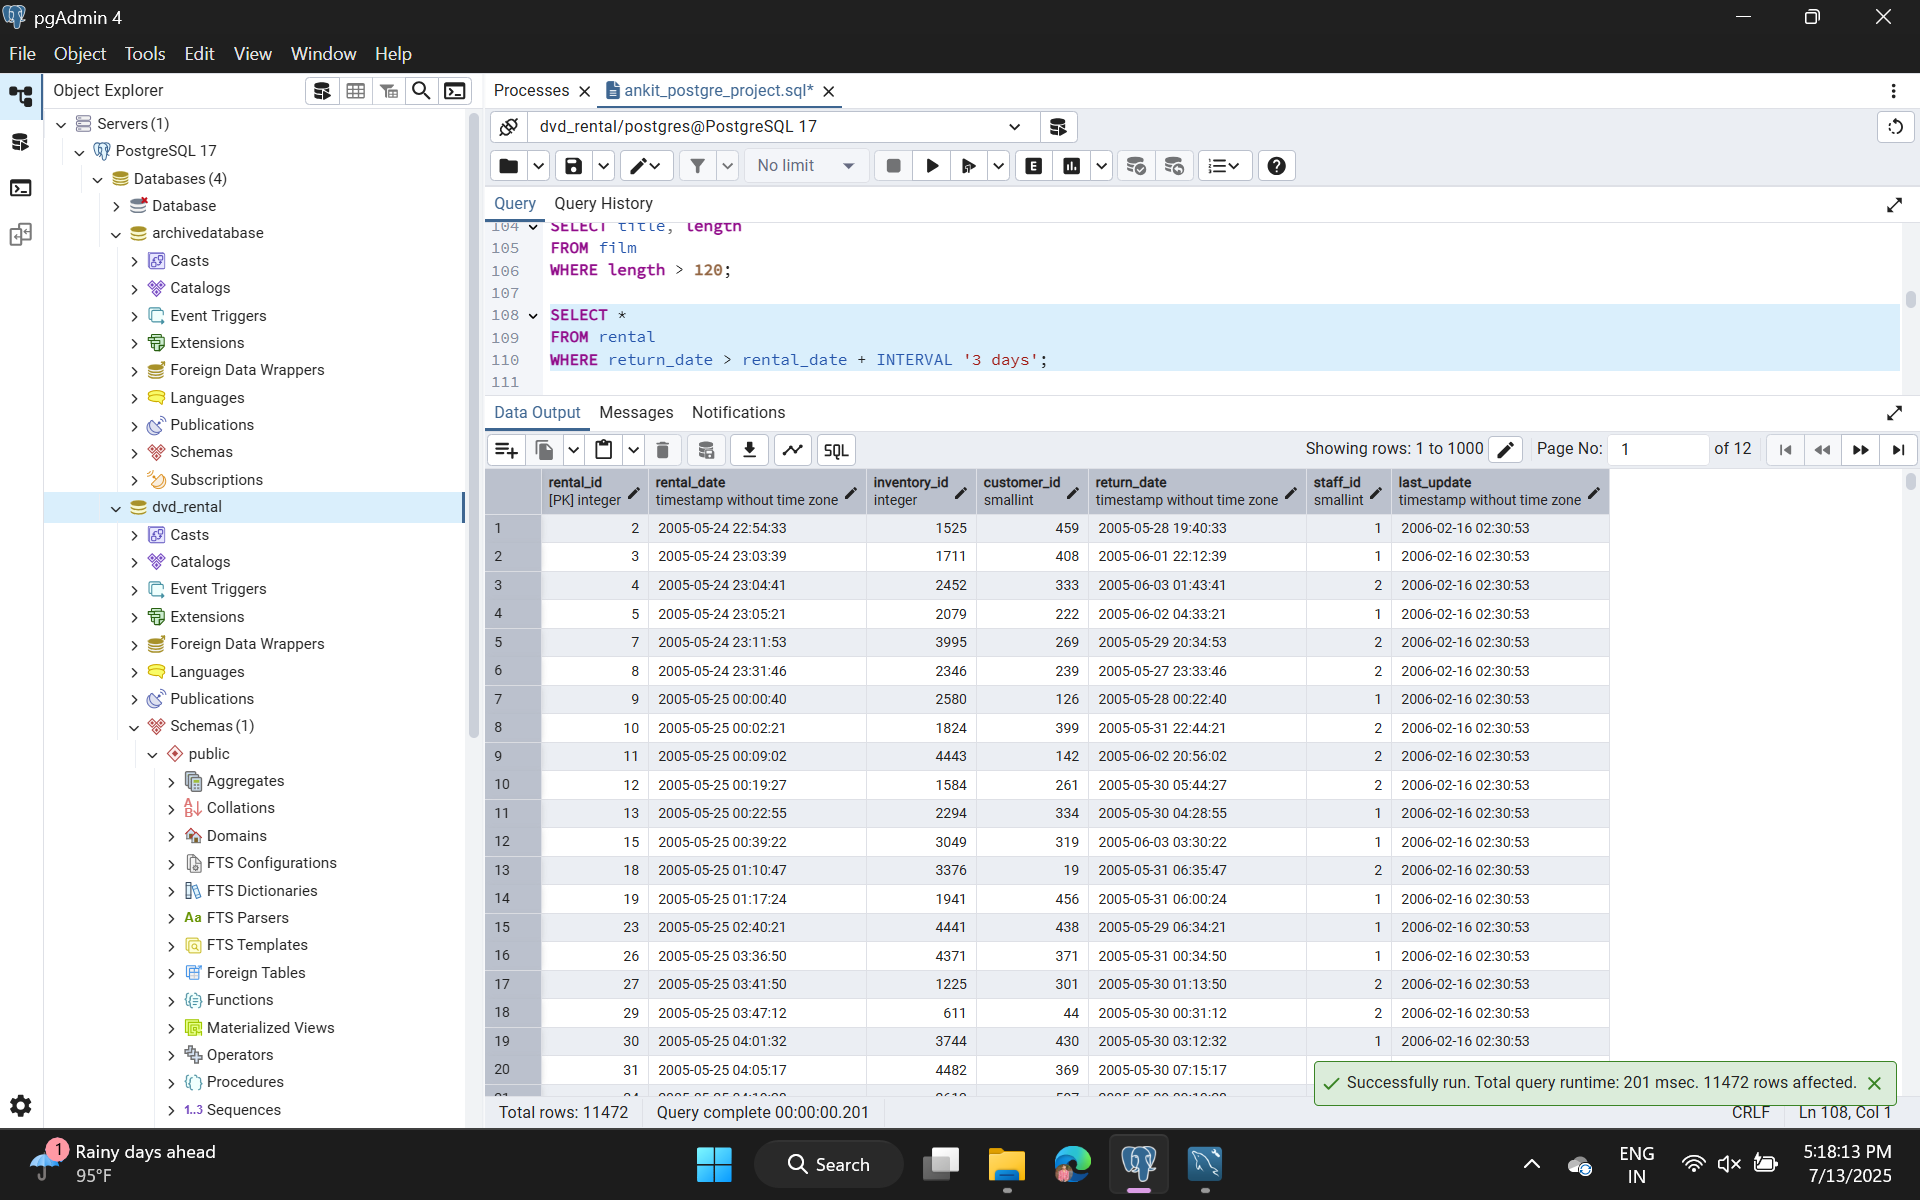 pgAdmin 4
File Object Tools Edit View Window Help
Object Explorer
Servers (1)
PostgreSQL 17
Databases (4)
Database
archivedatabase
Casts
Catalogs
Event Triggers
Extensions
Foreign Data Wrappers
Languages
Publications
Schemas
Subscriptions
dvd_rental
Casts
Catalogs
Event Triggers
Extensions
Foreign Data Wrappers
Languages
Publications
Schemas (1)
public
Aggregates
Collations
Domains
FTS Configurations
FTS Dictionaries
Aa FTS Parsers
FTS Templates
Foreign Tables
Functions
Materialized Views
Operators
Procedures
1..3 Sequences
Processes ankit_postgre_project.sql*
dvd_rental/postgres@PostgreSQL 17
No limit E
Query Query History
104 SELECT title, length
105 FROM film
106 WHERE length > 120;
107
108 SELECT *
109 FROM rental
110 WHERE return_date > rental_date + INTERVAL '3 days';
111
Data Output Messages Notifications
SQL Showing rows: 1 to 1000 Page No: 1 of 12
rental_id rental_date inventory_id customer_id return_date staff_id last_update
[PK] integer timestamp without time zone integer smallint timestamp without time zone smallint timestamp without time zone
1 2 2005-05-24 22:54:33 1525 459 2005-05-28 19:40:33 1 2006-02-16 02:30:53
2 3 2005-05-24 23:03:39 1711 408 2005-06-01 22:12:39 1 2006-02-16 02:30:53
3 4 2005-05-24 23:04:41 2452 333 2005-06-03 01:43:41 2 2006-02-16 02:30:53
4 5 2005-05-24 23:05:21 2079 222 2005-06-02 04:33:21 1 2006-02-16 02:30:53
5 7 2005-05-24 23:11:53 3995 269 2005-05-29 20:34:53 2 2006-02-16 02:30:53
6 8 2005-05-24 23:31:46 2346 239 2005-05-27 23:33:46 2 2006-02-16 02:30:53
7 9 2005-05-25 00:00:40 2580 126 2005-05-28 00:22:40 1 2006-02-16 02:30:53
8 10 2005-05-25 00:02:21 1824 399 2005-05-31 22:44:21 2 2006-02-16 02:30:53
9 11 2005-05-25 00:09:02 4443 142 2005-06-02 20:56:02 2 2006-02-16 02:30:53
10 12 2005-05-25 00:19:27 1584 261 2005-05-30 05:44:27 2 2006-02-16 02:30:53
11 13 2005-05-25 00:22:55 2294 334 2005-05-30 04:28:55 1 2006-02-16 02:30:53
12 15 2005-05-25 00:39:22 3049 319 2005-06-03 03:30:22 1 2006-02-16 02:30:53
13 18 2005-05-25 01:10:47 3376 19 2005-05-31 06:35:47 2 2006-02-16 02:30:53
14 19 2005-05-25 01:17:24 1941 456 2005-05-31 06:00:24 1 2006-02-16 02:30:53
15 23 2005-05-25 02:40:21 4441 438 2005-05-29 06:34:21 1 2006-02-16 02:30:53
16 26 2005-05-25 03:36:50 4371 371 2005-05-31 00:34:50 1 2006-02-16 02:30:53
17 27 2005-05-25 03:41:50 1225 301 2005-05-30 01:13:50 2 2006-02-16 02:30:53
18 29 2005-05-25 03:47:12 611 44 2005-05-30 00:31:12 2 2006-02-16 02:30:53
19 30 2005-05-25 04:01:32 3744 430 2005-05-30 03:12:32 1 2006-02-16 02:30:53
20 31 2005-05-25 04:05:17 4482 369 2005-05-30 07:15:17
Successfully run. Total query runtime: 201 msec. 11472 rows affected.
Total rows: 11472 Query complete 00:00:00.201 CRLF Ln 108, Col 1
1 Rainy days ahead
95°F
Search
ENG
IN
5:18:13 PM
7/13/2025